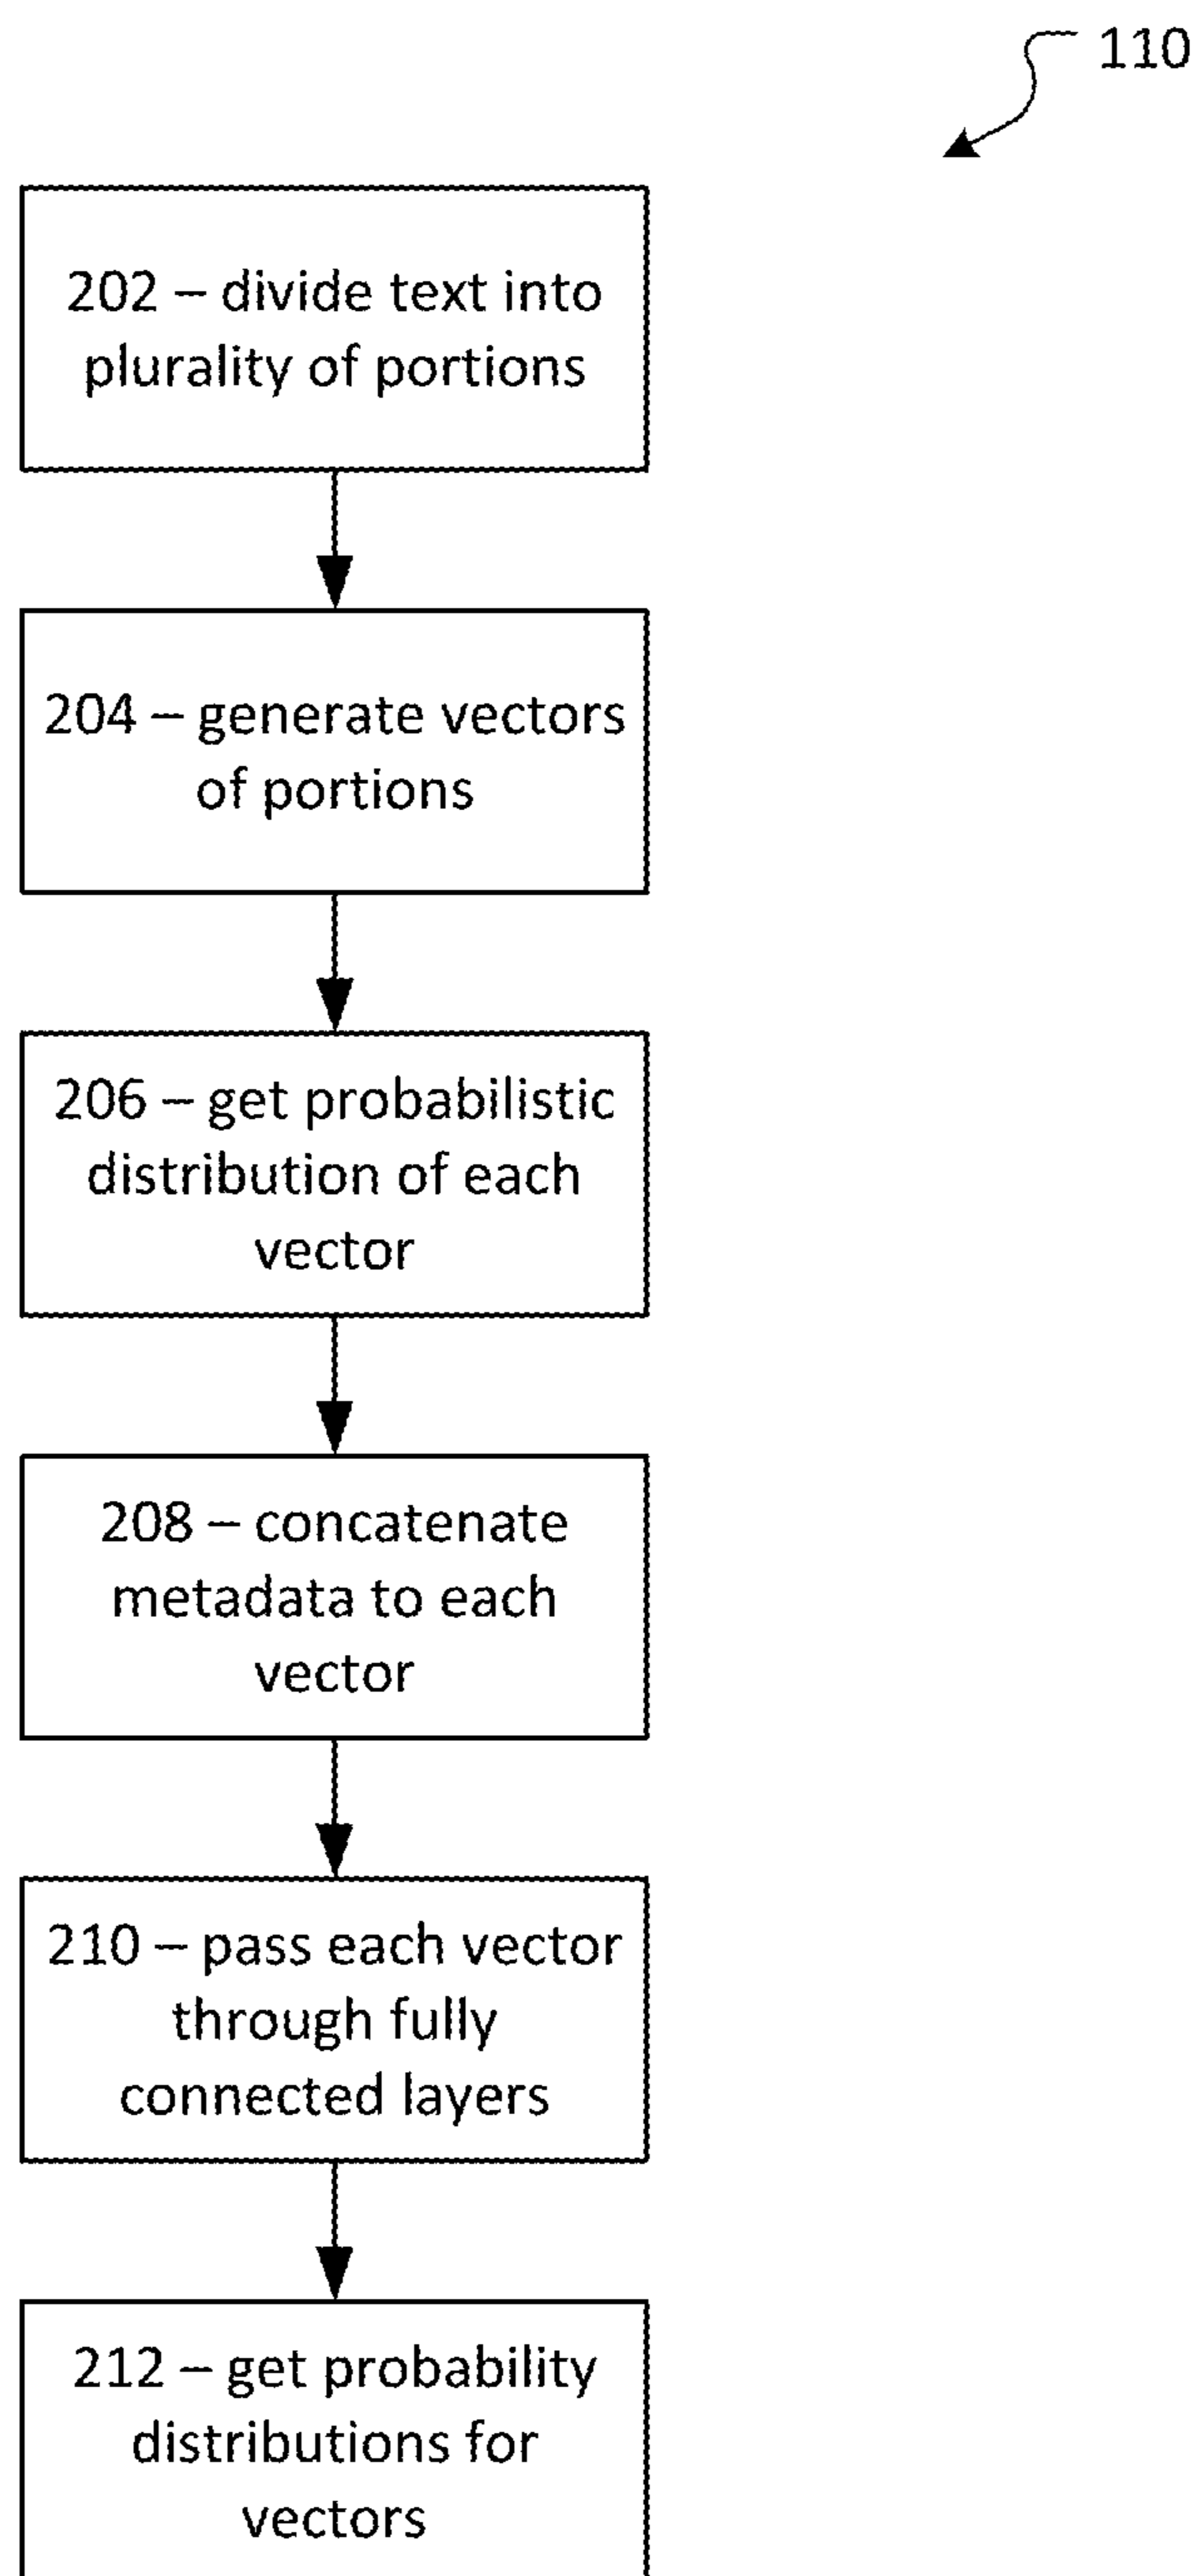 110
202 – divide text into
plurality of portions
204 – generate vectors
of portions
206 – get probabilistic
distribution of each
vector
208 – concatenate
metadata to each
vector
210 – pass each vector
through fully
connected layers
212 – get probability
distributions for
vectors